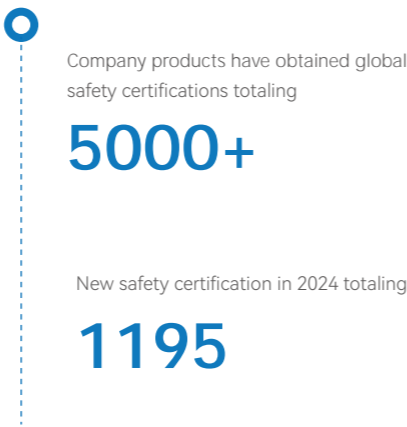 Company products have obtained global
safety certifications totaling
5000+
New safety certification in 2024 totaling
1195